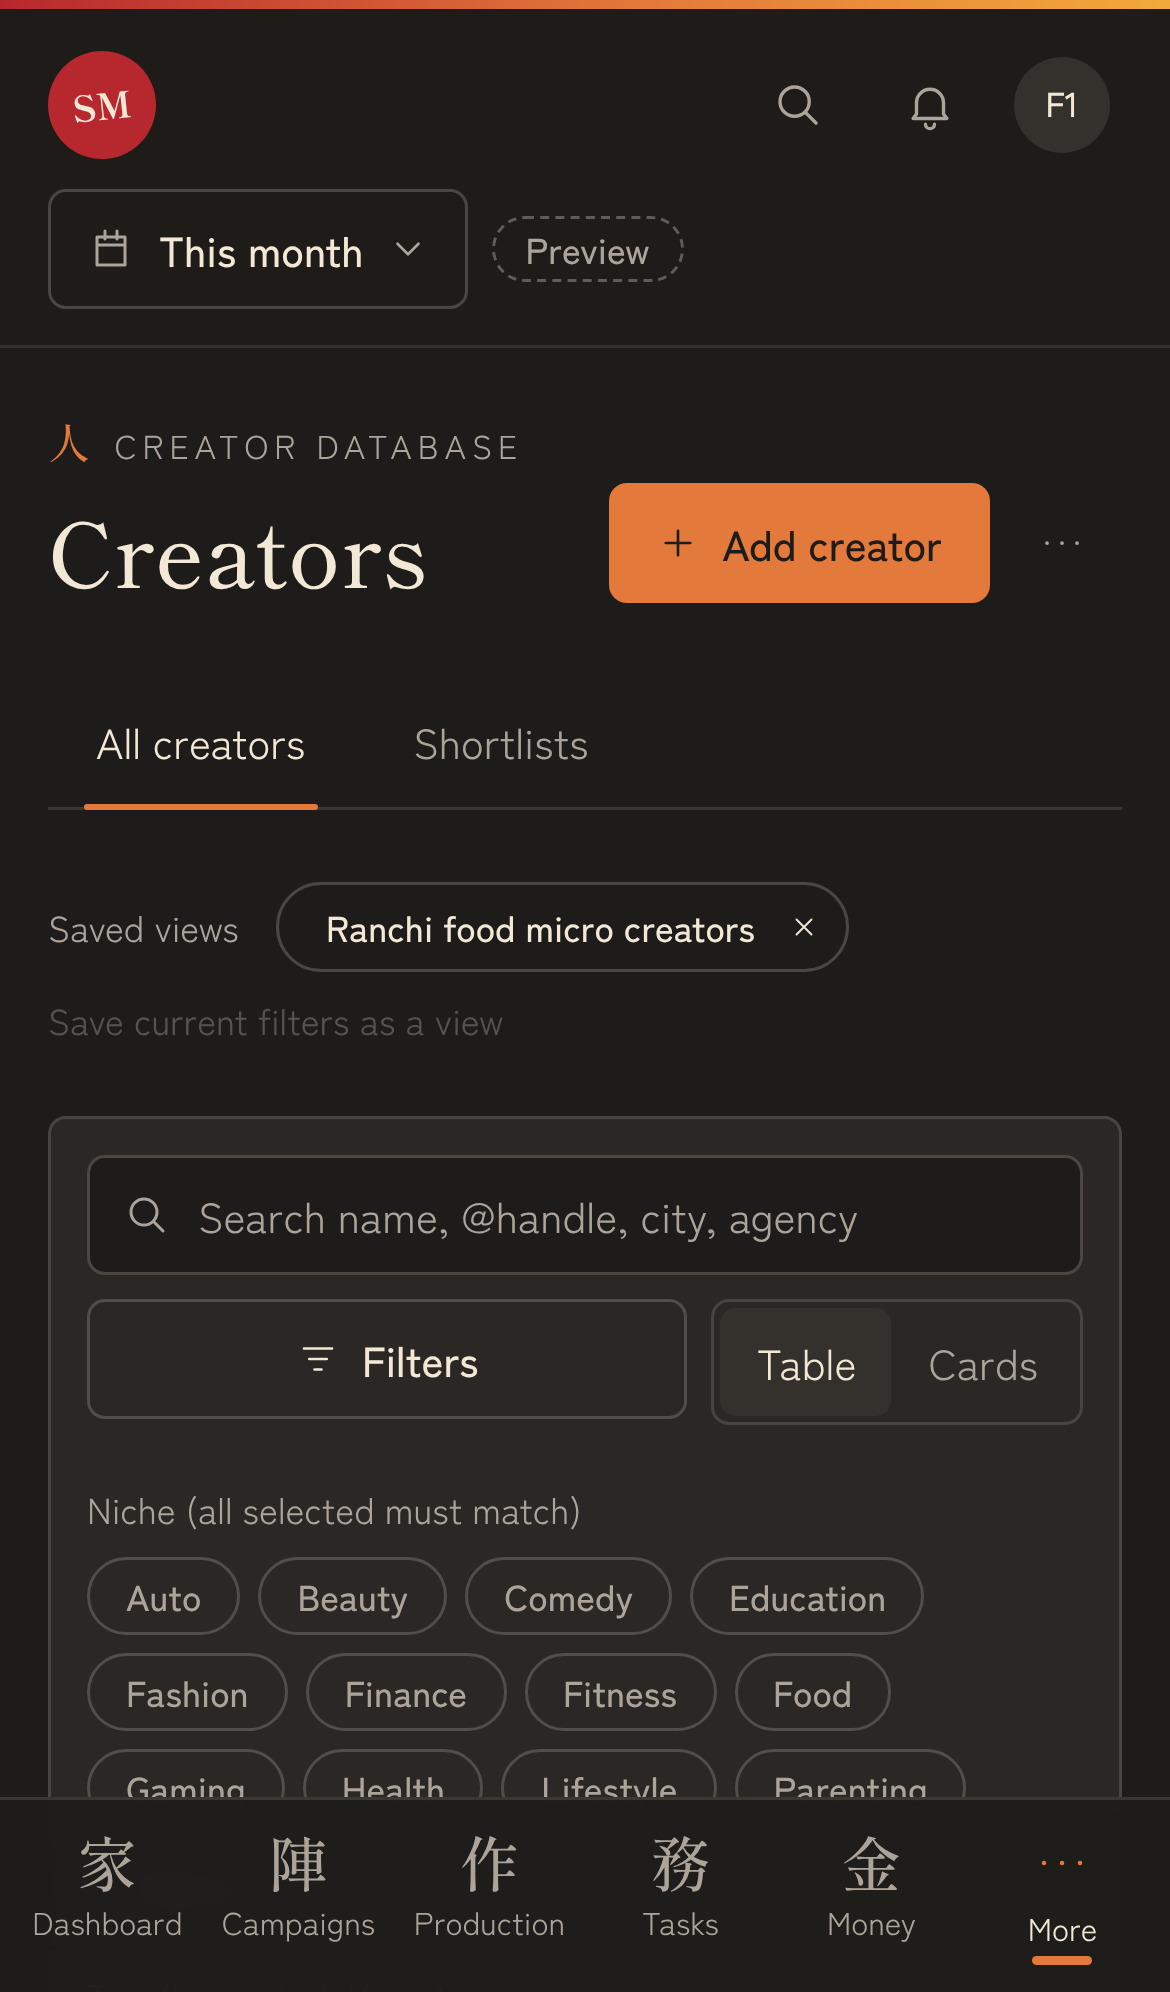 SM
F1
This month
Preview
人 CREATOR DATABASE
Creators
+ Add creator
...
All creators
Shortlists
Saved views
Ranchi food micro creators ×
Save current filters as a view
Search name, @handle, city, agency
Filters
Table
Cards
Niche (all selected must match)
Auto
Beauty
Comedy
Education
Fashion
Finance
Fitness
Food
Gaming
Health
Lifestyle
Parenting
家
陣
作
務
金
...
Dashboard
Campaigns
Production
Tasks
Money
More